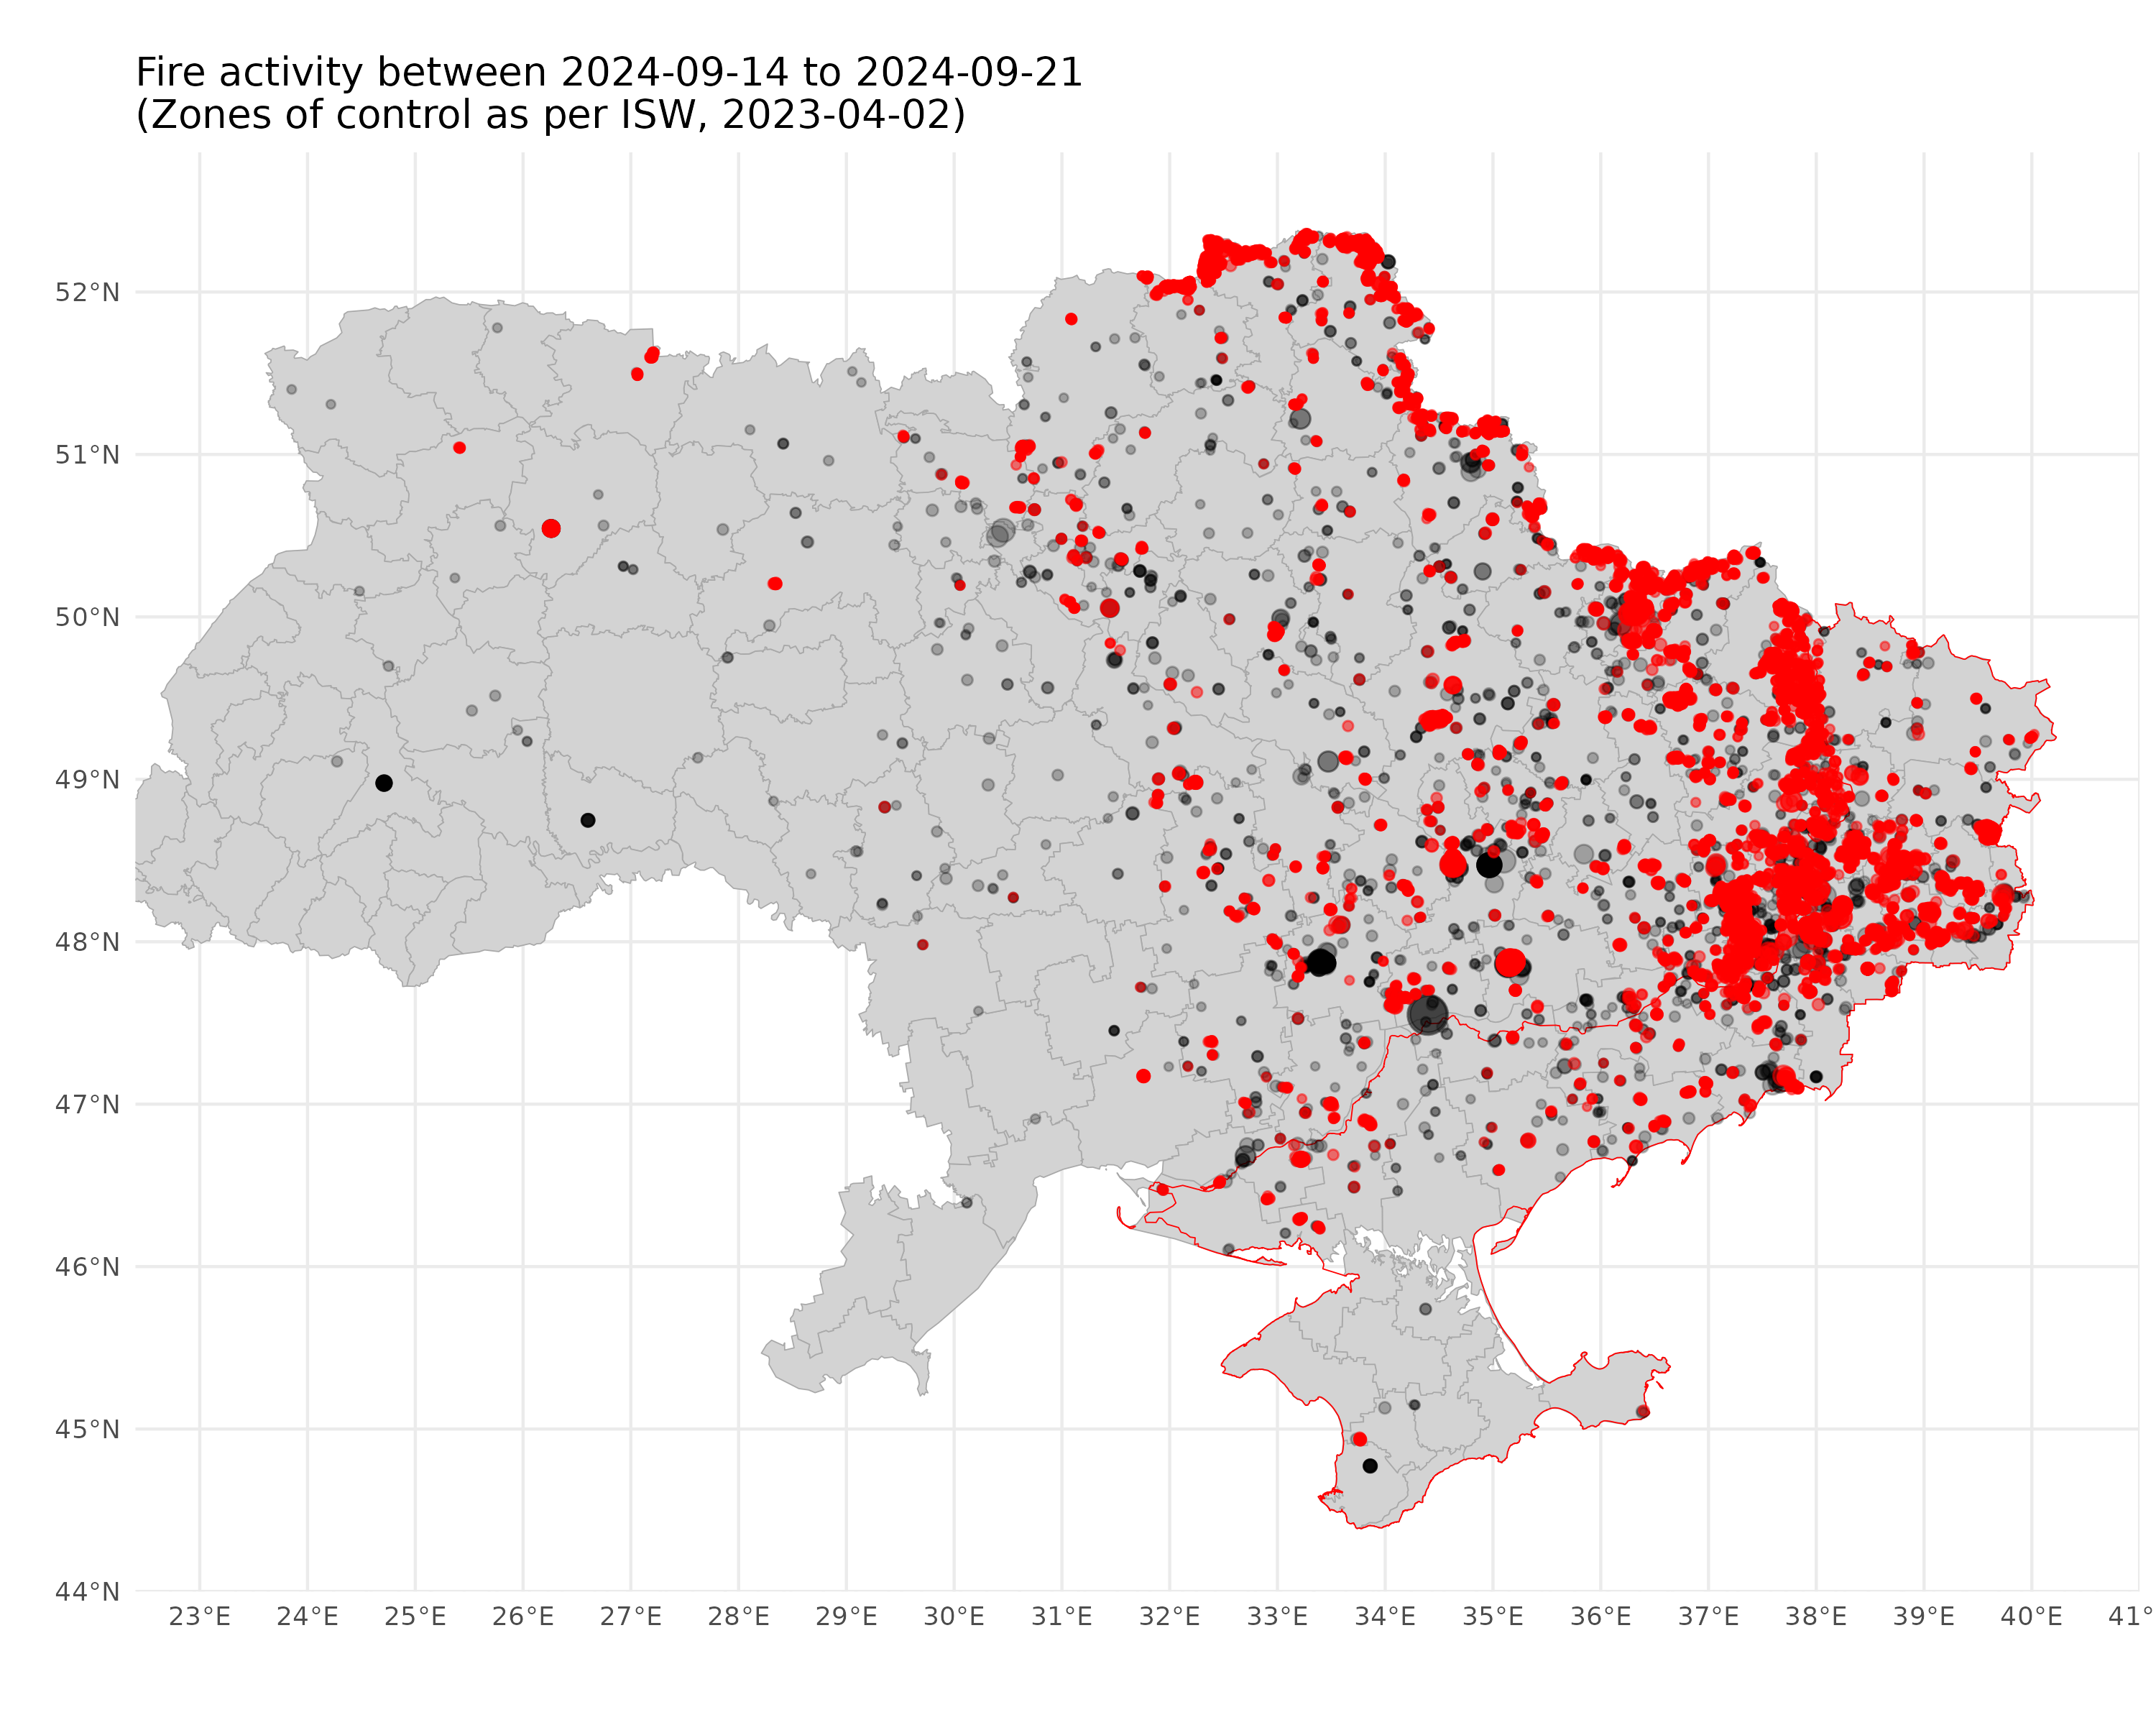 Fire activity between 2024-09-14 to 2024-09-21
(Zones of control as per ISW, 2023-04-02)
52°N
51°N
50°N
49°N
48°N
47°N
46°N
45°N
44°N
23°E 24°E 25°E 26°E 27°E 28°E 29°E 30°E 31°E 32°E 33°E 34°E 35°E 36°E 37°E 38°E 39°E 40°E 41°